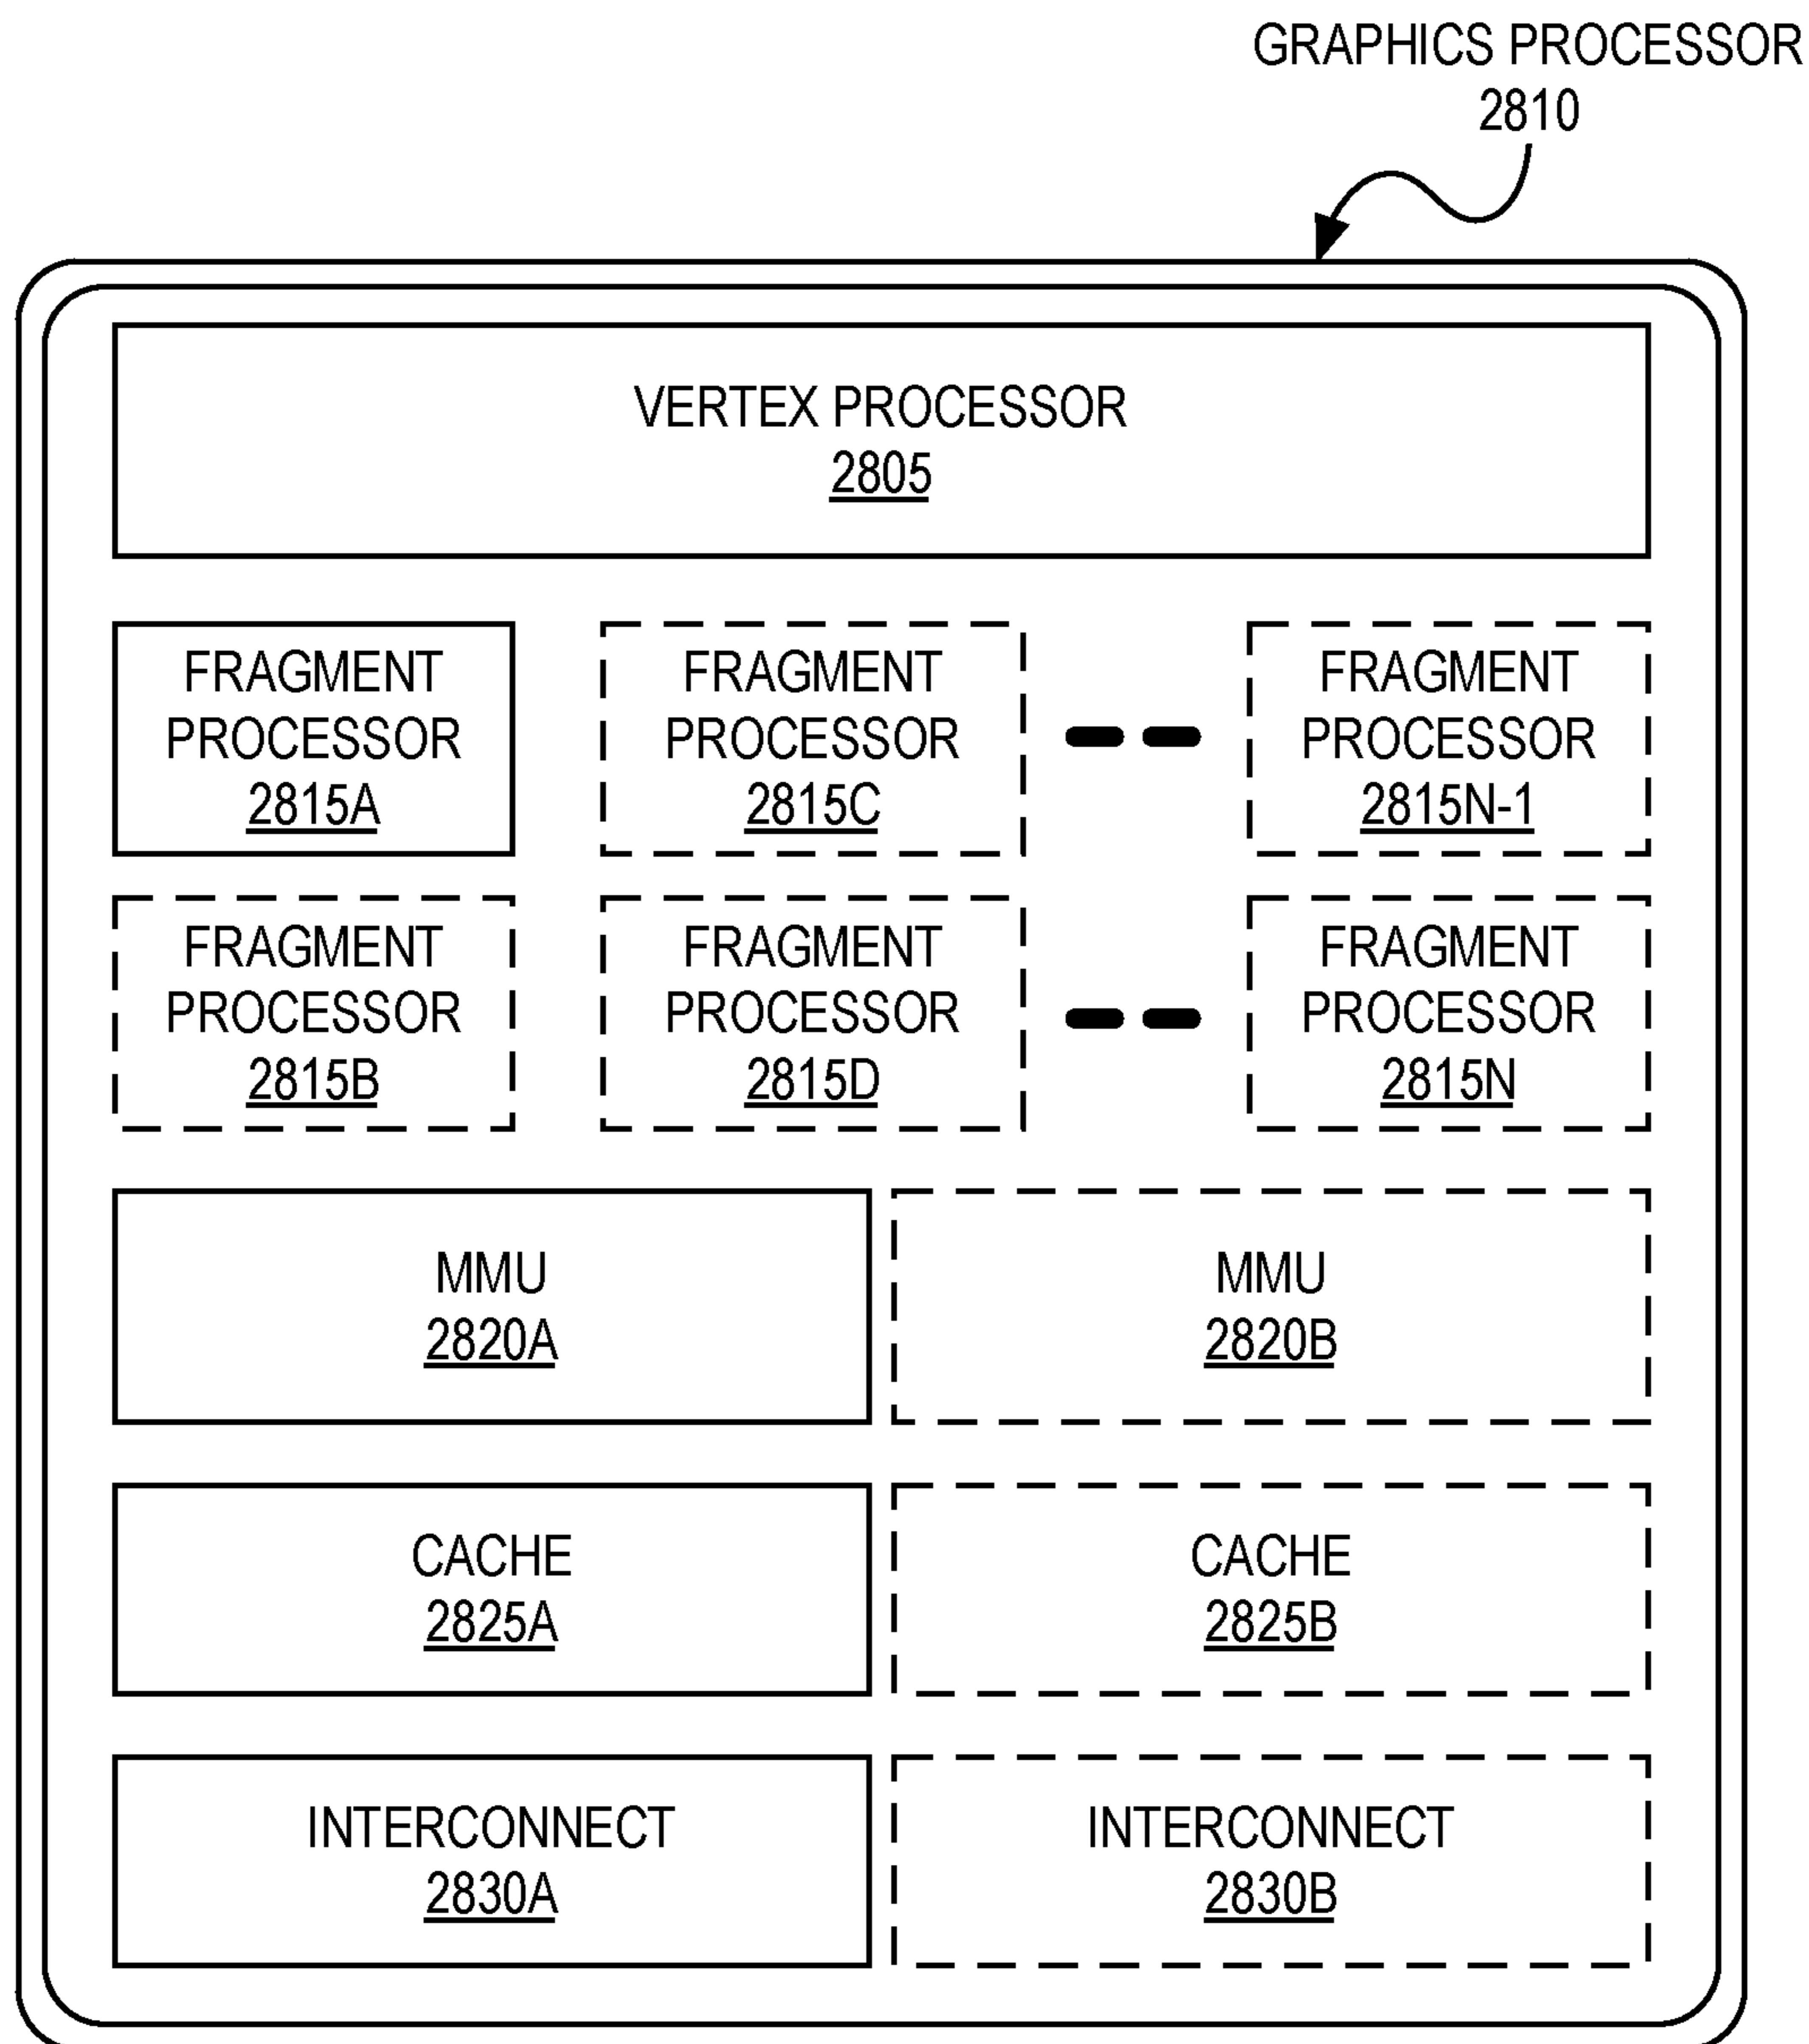 GRAPHICS PROCESSOR
2810
VERTEX PROCESSOR
2805
FRAGMENT
PROCESSOR
2815A
FRAGMENT
PROCESSOR
2815C
FRAGMENT
PROCESSOR
2815N-1
FRAGMENT
PROCESSOR
2815B
FRAGMENT
PROCESSOR
2815D
FRAGMENT
PROCESSOR
2815N
MMU
2820A
MMU
2820B
CACHE
2825A
CACHE
2825B
INTERCONNECT
2830A
INTERCONNECT
2830B